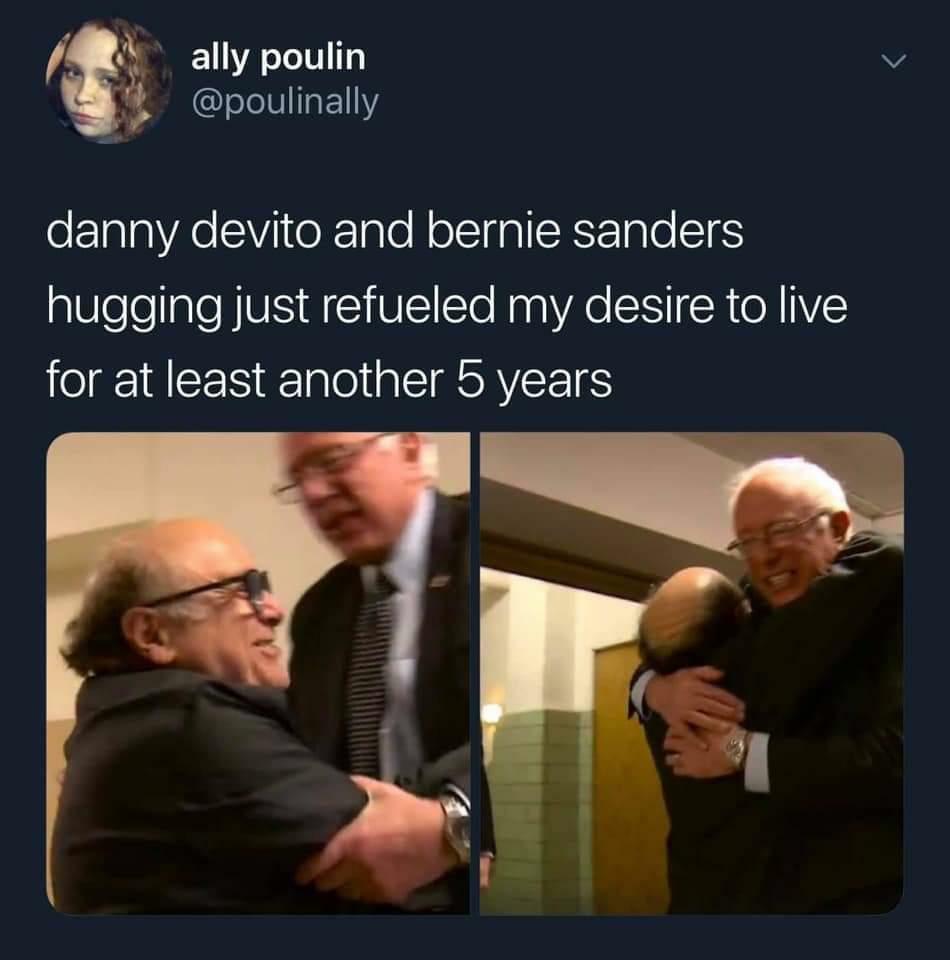 ally poulin
@poulinally
danny devito and bernie sanders
hugging just refueled my desire to live
for at least another 5 years